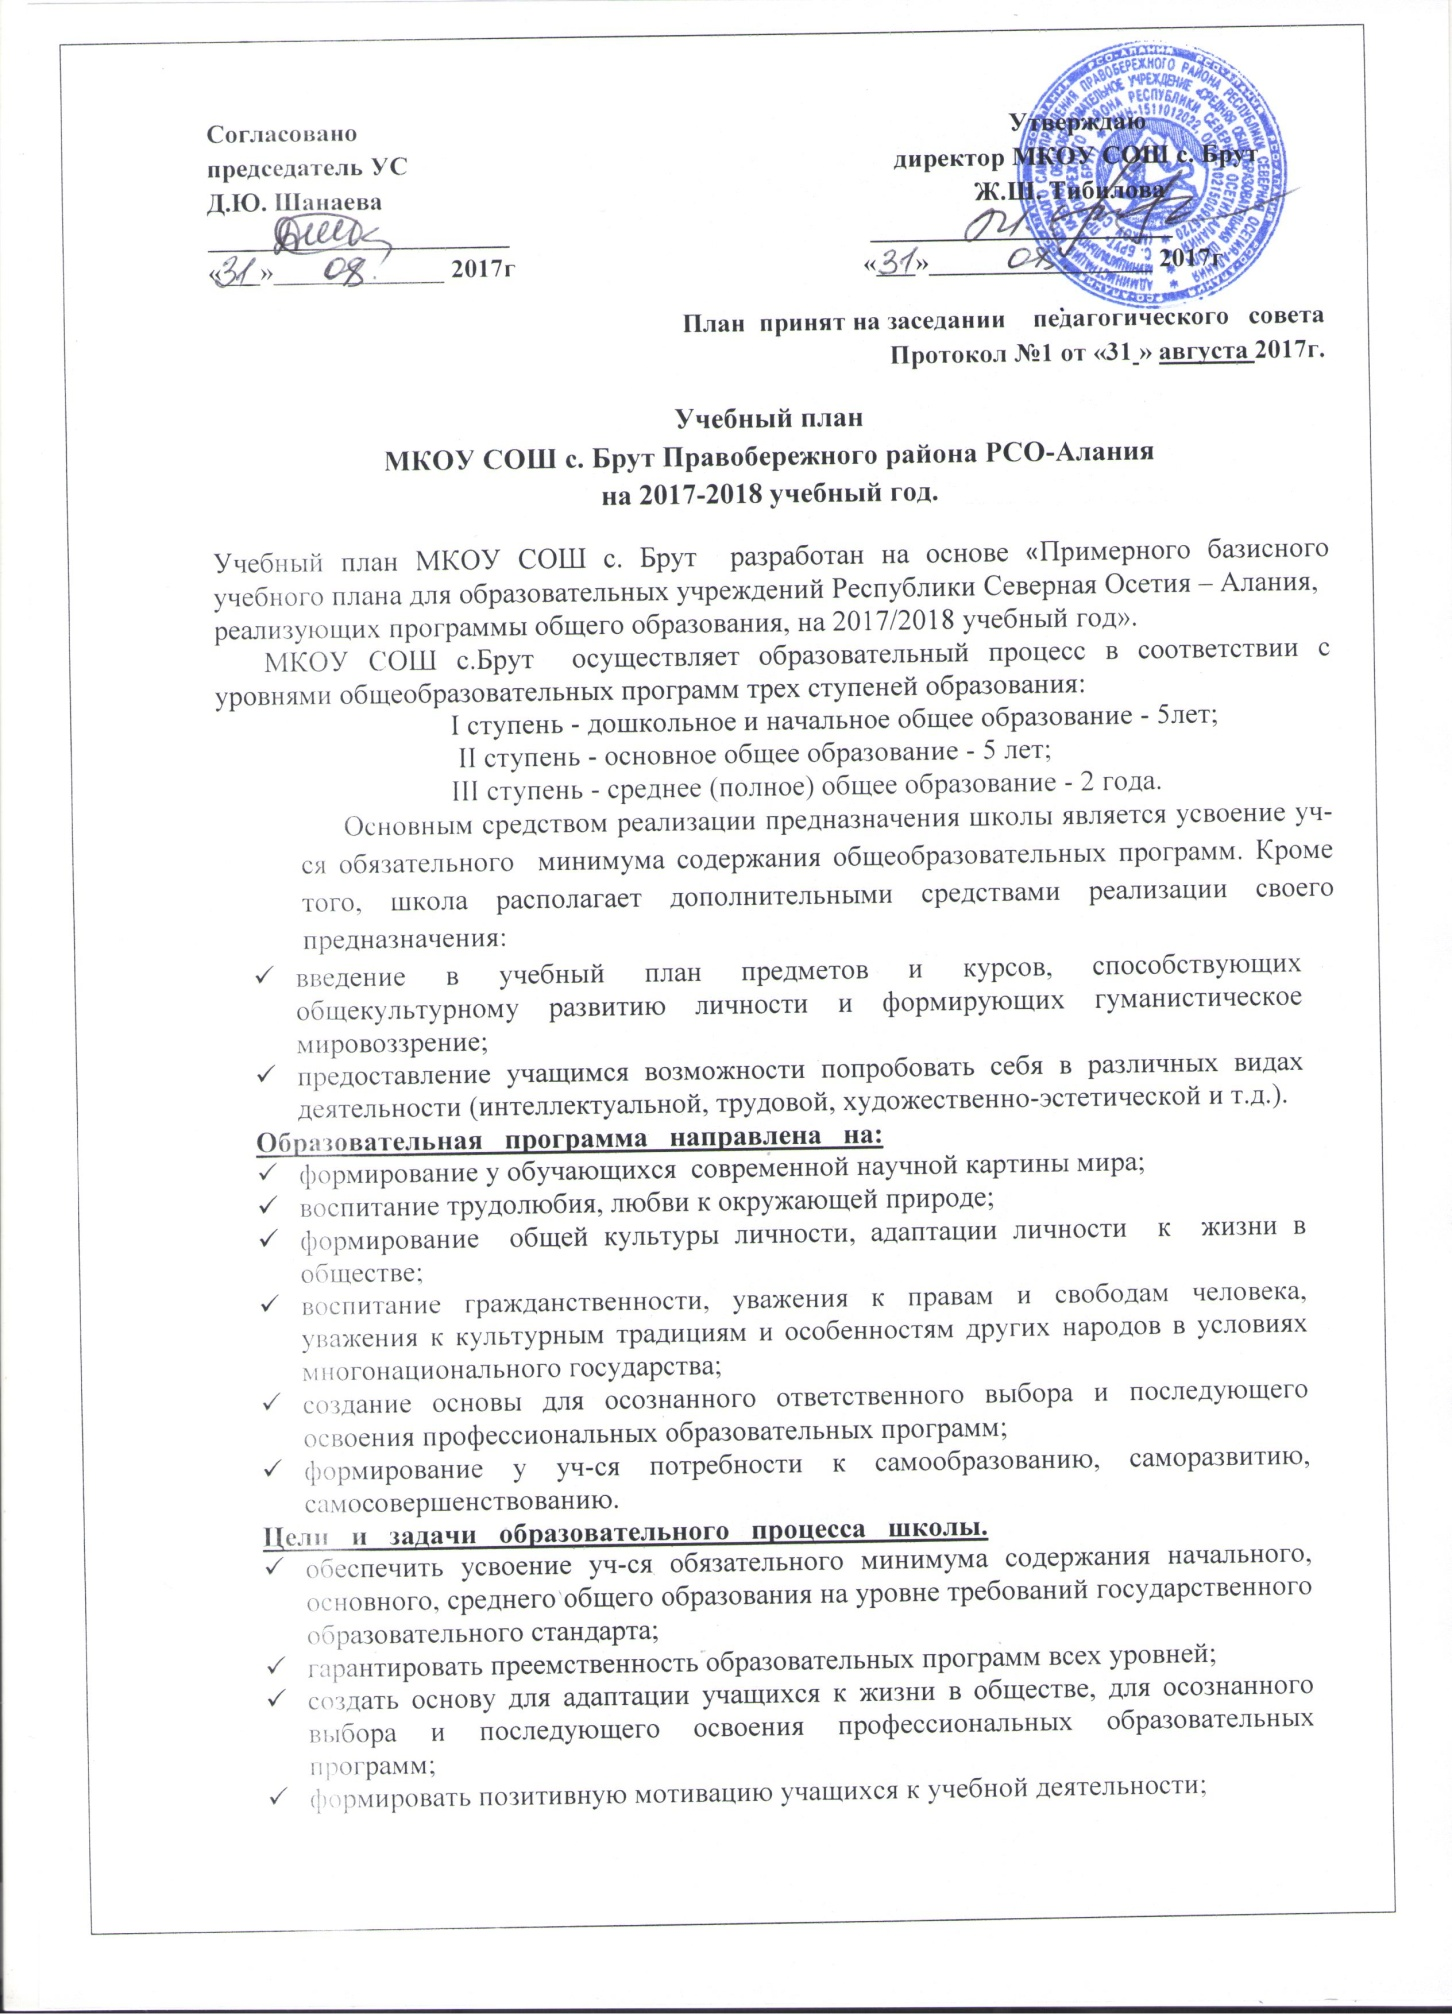 Согласовано
председатель УС
Д.Ю. Шанаева
«31» 08. 2017г
Утверждаю
директор МКОУ СОШ с. Брут
Ж.Ш. Тибилова
«31» 08 2017г
План принят на заседании педагогического совета
Протокол №1 от «31 » августа 2017г.
Учебный план
МКОУ СОШ с. Брут Правобережного района РСО-Алания
на 2017-2018 учебный год.
Учебный план МКОУ СОШ с. Брут разработан на основе «Примерного базисного
учебного плана для образовательных учреждений Республики Северная Осетия – Алания,
реализующих программы общего образования, на 2017/2018 учебный год».
МКОУ СОШ с.Брут осуществляет образовательный процесс в соответствии с
уровнями общеобразовательных программ трех ступеней образования:
I ступень - дошкольное и начальное общее образование - 5лет;
II ступень - основное общее образование - 5 лет;
III ступень - среднее (полное) общее образование - 2 года.
Основным средством реализации предназначения школы является усвоение уч-
ся обязательного минимума содержания общеобразовательных программ. Кроме
того, школа располагает дополнительными средствами реализации своего
предназначения:
✓ введение в учебный план предметов и курсов, способствующих
общекультурному развитию личности и формирующих гуманистическое
мировоззрение;
✓ предоставление учащимся возможности попробовать себя в различных видах
деятельности (интеллектуальной, трудовой, художественно-эстетической и т.д.).
Образовательная программа направлена на:
✓ формирование у обучающихся современной научной картины мира;
✓ воспитание трудолюбия, любви к окружающей природе;
✓ формирование общей культуры личности, адаптации личности к жизни в
обществе;
✓ воспитание гражданственности, уважения к правам и свободам человека,
уважения к культурным традициям и особенностям других народов в условиях
многонационального государства;
✓ создание основы для осознанного ответственного выбора и последующего
освоения профессиональных образовательных программ;
✓ формирование у уч-ся потребности к самообразованию, саморазвитию,
самосовершенствованию.
Цели и задачи образовательного процесса школы.
✓ обеспечить усвоение уч-ся обязательного минимума содержания начального,
основного, среднего общего образования на уровне требований государственного
образовательного стандарта;
✓ гарантировать преемственность образовательных программ всех уровней;
✓ создать основу для адаптации учащихся к жизни в обществе, для осознанного
выбора и последующего освоения профессиональных образовательных
программ;
✓ формировать позитивную мотивацию учащихся к учебной деятельности;